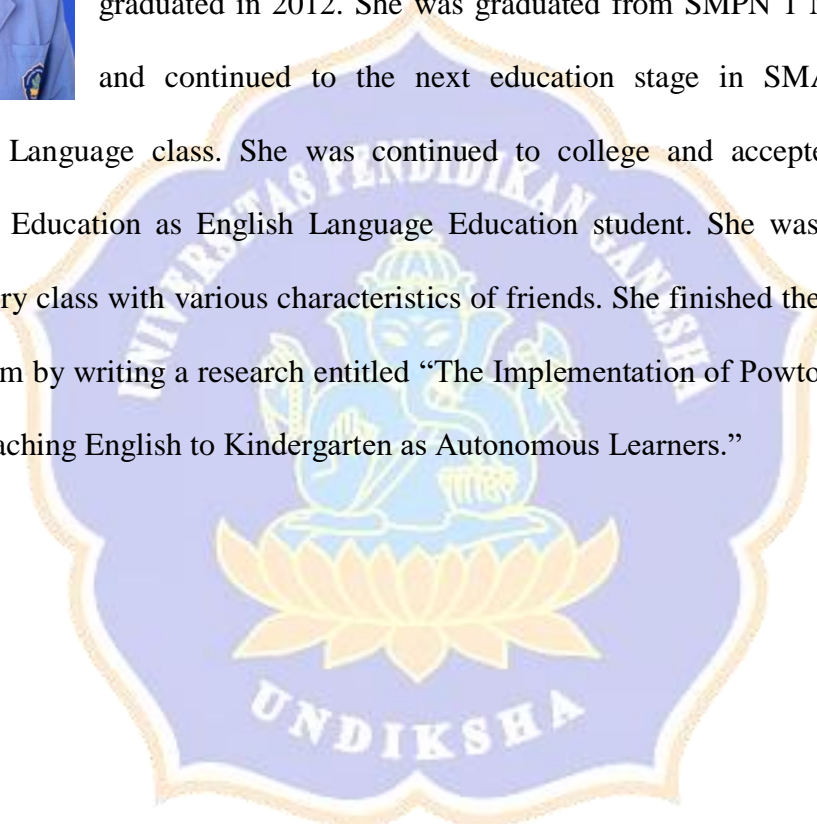 graduated in 2012. She was graduated from SMPN 1
and continued to the next education stage in
Language class. She was continued to college and
Education as English Language Education student. She was
class with various characteristics of friends. She finished the
by writing a research entitled “The Implementation of
English to Kindergarten as Autonomous Learners.”
UNIVERSITAS PENDIDIKAN GANESHA
UNDIKSHA